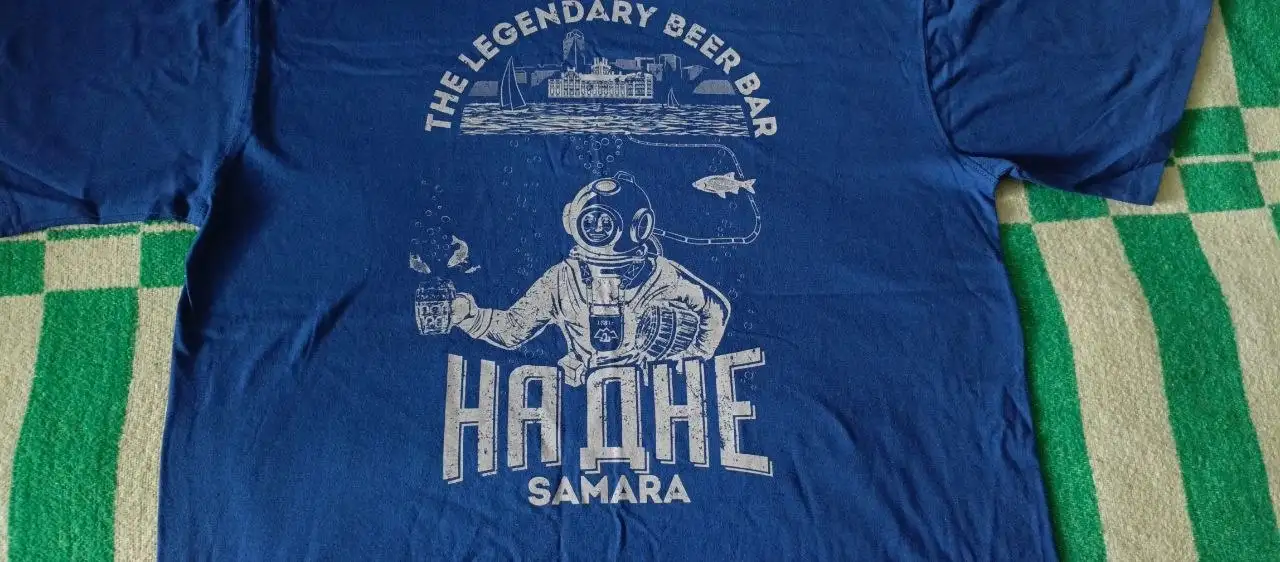 THE LEGENDARY BEER BAR
НА ДНЕ
SAMARA